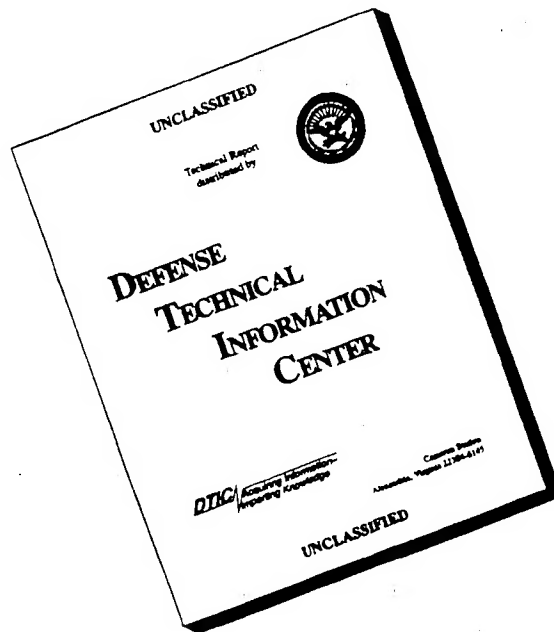 UNCLASSIFIED
Technical Report
distributed by
DEFENSE
TECHNICAL
INFORMATION
CENTER
DTIC
Acquiring Information-
Imparting Knowledge
Cameron Station
Alexandria, Virginia 22304-6145
UNCLASSIFIED